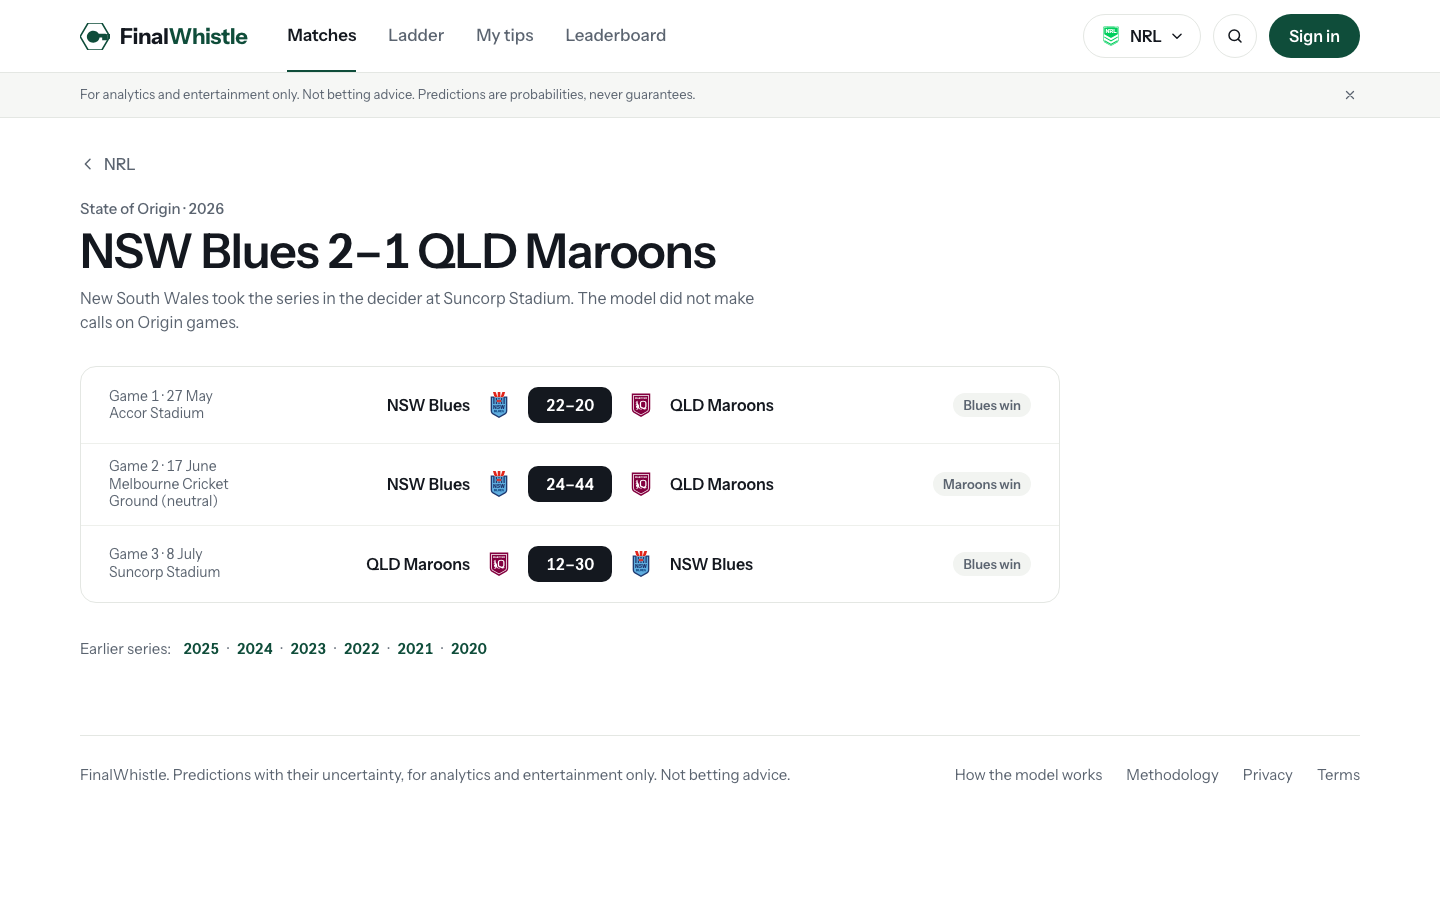 FinalWhistle
Matches
Ladder
My tips
Leaderboard
NRL
Sign in
For analytics and entertainment only. Not betting advice. Predictions are probabilities, never guarantees.
NRL
State of Origin · 2026
NSW Blues 2–1 QLD Maroons
New South Wales took the series in the decider at Suncorp Stadium. The model did not make
calls on Origin games.
Game 1 · 27 May
Accor Stadium
NSW Blues 22–20 QLD Maroons
Blues win
Game 2 · 17 June
Melbourne Cricket
Ground (neutral)
NSW Blues 24–44 QLD Maroons
Maroons win
Game 3 · 8 July
Suncorp Stadium
QLD Maroons 12–30 NSW Blues
Blues win
Earlier series: 2025 · 2024 · 2023 · 2022 · 2021 · 2020
FinalWhistle. Predictions with their uncertainty, for analytics and entertainment only. Not betting advice.
How the model works
Methodology
Privacy
Terms